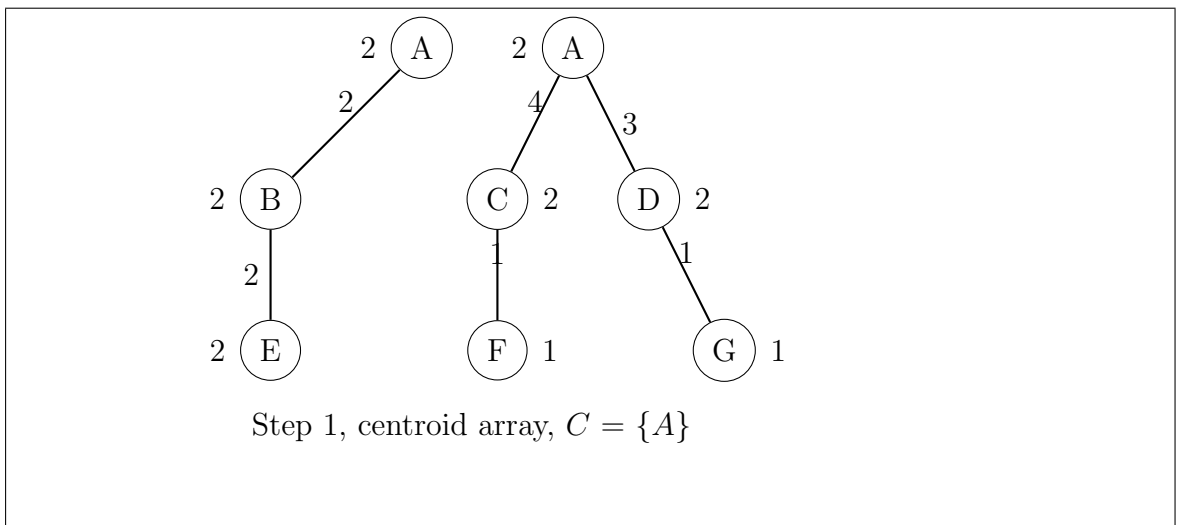 2 A 2 A
2 4 3
2 B C 2 D 2
1 1
2
2 E F 1 G 1
Step 1, centroid array, C = {A}